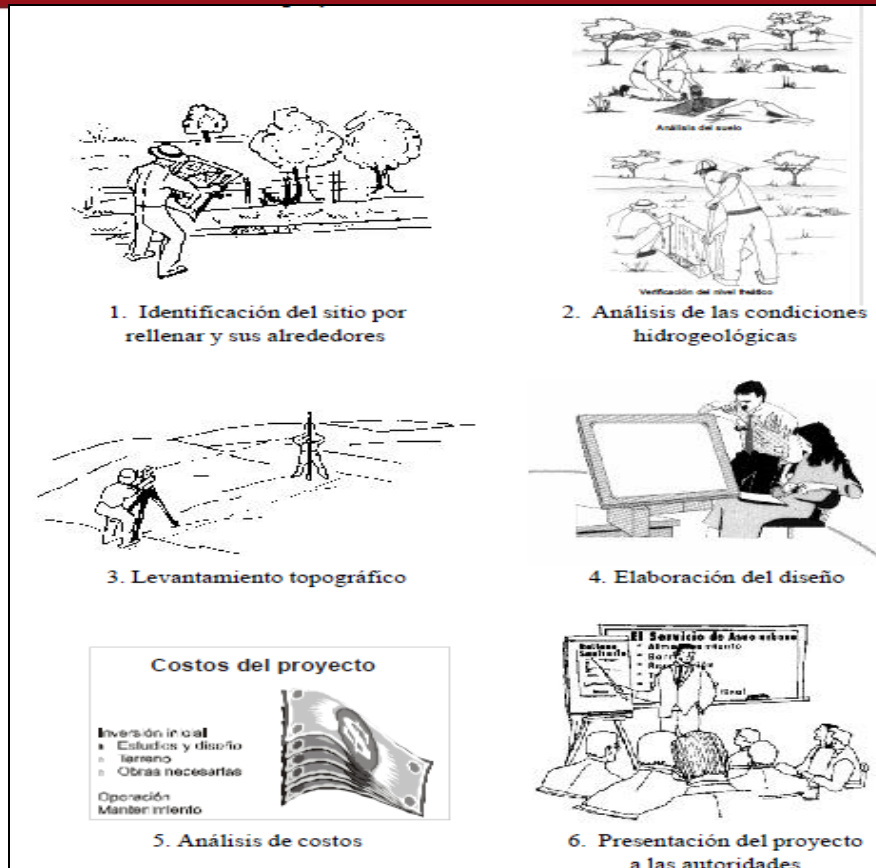 Análisis del suelo
Verificación del nivel freático
1. Identificación del sitio por
rellenar y sus alrededores
2. Análisis de las condiciones
hidrogeológicas
3. Levantamiento topográfico
4. Elaboración del diseño
Costos del proyecto
Inversión inicial
Estudios y diseño
Terreno
Obras necesarias
Operación
Mantenimiento
5. Análisis de costos
El Servicio de Aseo urbano
Relleno
Sanitario
6. Presentación del proyecto
a las autoridades